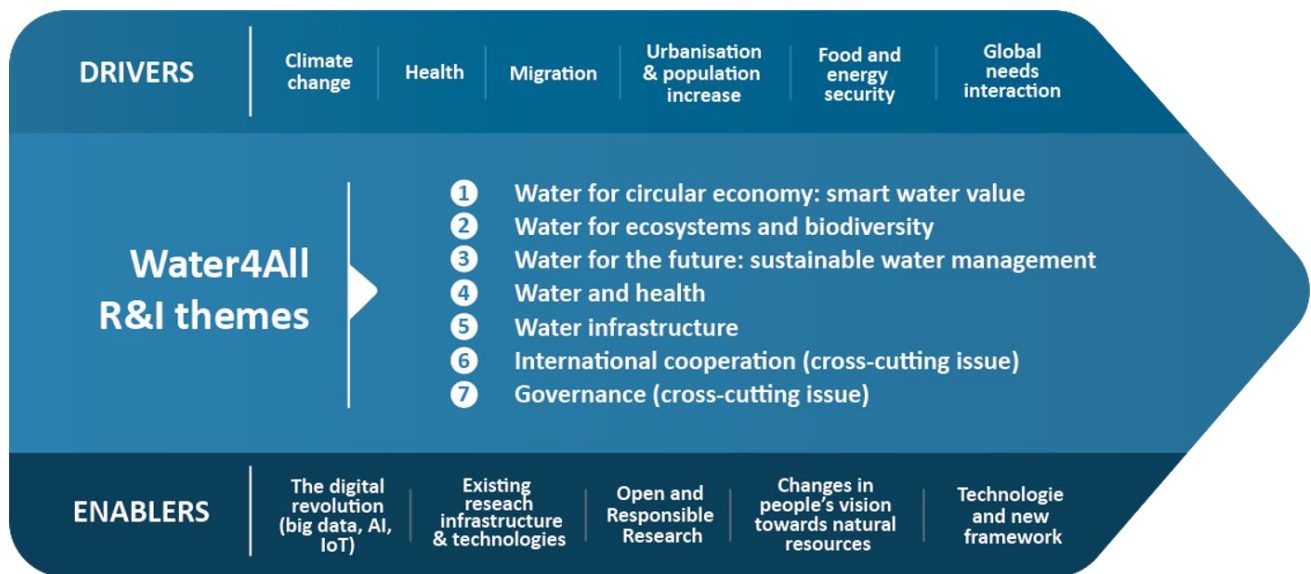 DRIVERS
Climate
change
Health
Migration
Urbanisation
& population
increase
Food and
energy
security
Global
needs
interaction
Water4All
R&I themes
1 Water for circular economy: smart water value
2 Water for ecosystems and biodiversity
3 Water for the future: sustainable water management
4 Water and health
5 Water infrastructure
6 International cooperation (cross-cutting issue)
7 Governance (cross-cutting issue)
ENABLERS
The digital
revolution
(big data, AI,
IoT)
Existing
reseach
infrastructure
& technologies
Open and
Responsible
Research
Changes in
people's vision
towards natural
resources
Technologie
and new
framework